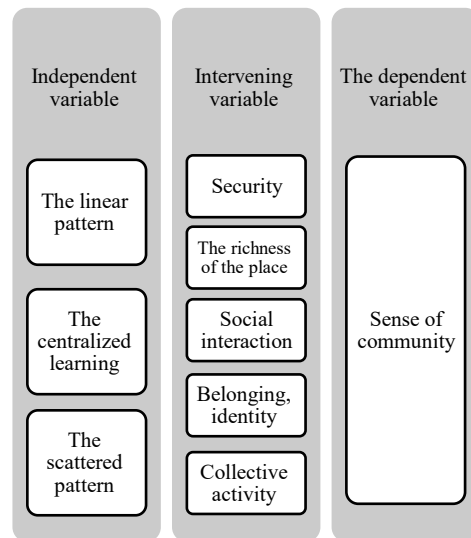 Independent
variable
The linear
pattern
The
centralized
learning
The
scattered
pattern
Intervening
variable
Security
The richness
of the place
Social
interaction
Belonging,
identity
Collective
activity
The dependent
variable
Sense of
community